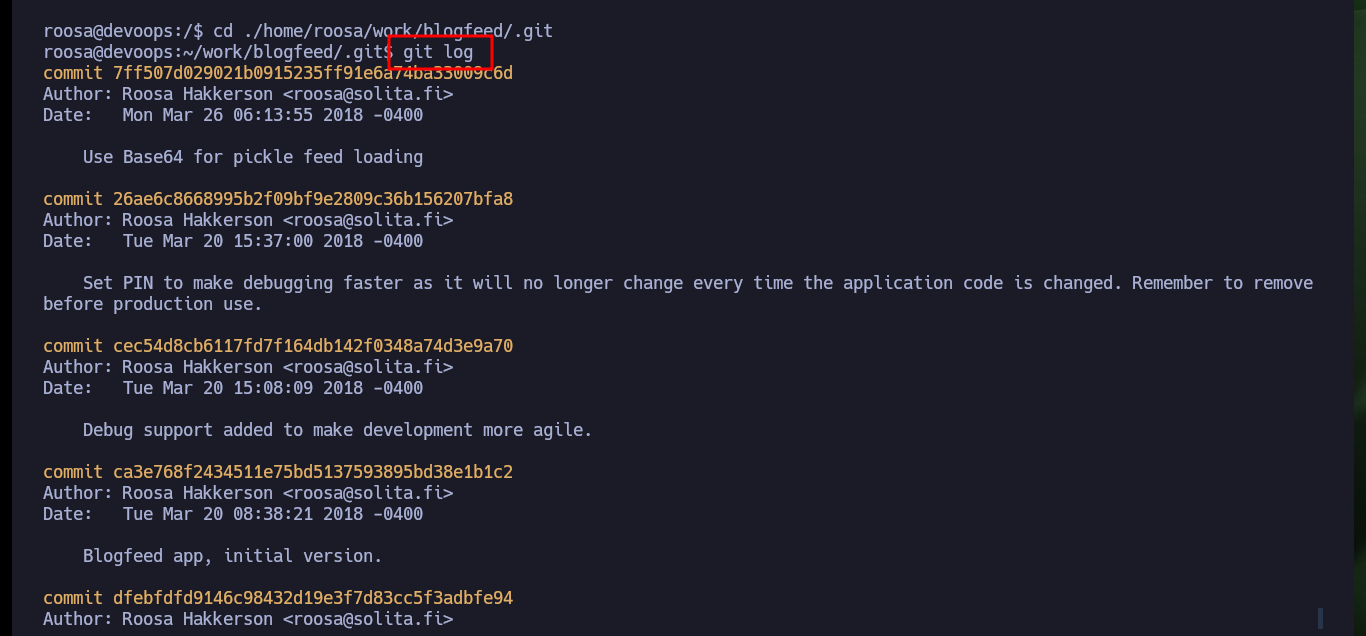 roosa@devoops:/$ cd ./home/roosa/work/blogfeed/.git
roosa@devoops:~/work/blogfeed/.git$ git log
commit 7ff507d029021b0915235ff91e6a74ba33009c6d
Author: Roosa Hakkerson <roosa@solita.fi>
Date:   Mon Mar 26 06:13:55 2018 -0400
    Use Base64 for pickle feed loading
commit 26ae6c8668995b2f09bf9e2809c36b156207bfa8
Author: Roosa Hakkerson <roosa@solita.fi>
Date:   Tue Mar 20 15:37:00 2018 -0400
    Set PIN to make debugging faster as it will no longer change every time the application code is changed. Remember to remove
before production use.
commit cec54d8cb6117fd7f164db142f0348a74d3e9a70
Author: Roosa Hakkerson <roosa@solita.fi>
Date:   Tue Mar 20 15:08:09 2018 -0400
    Debug support added to make development more agile.
commit ca3e768f2434511e75bd5137593895bd38e1b1c2
Author: Roosa Hakkerson <roosa@solita.fi>
Date:   Tue Mar 20 08:38:21 2018 -0400
    Blogfeed app, initial version.
commit dfebfdfd9146c98432d19e3f7d83cc5f3adbfe94
Author: Roosa Hakkerson <roosa@solita.fi>